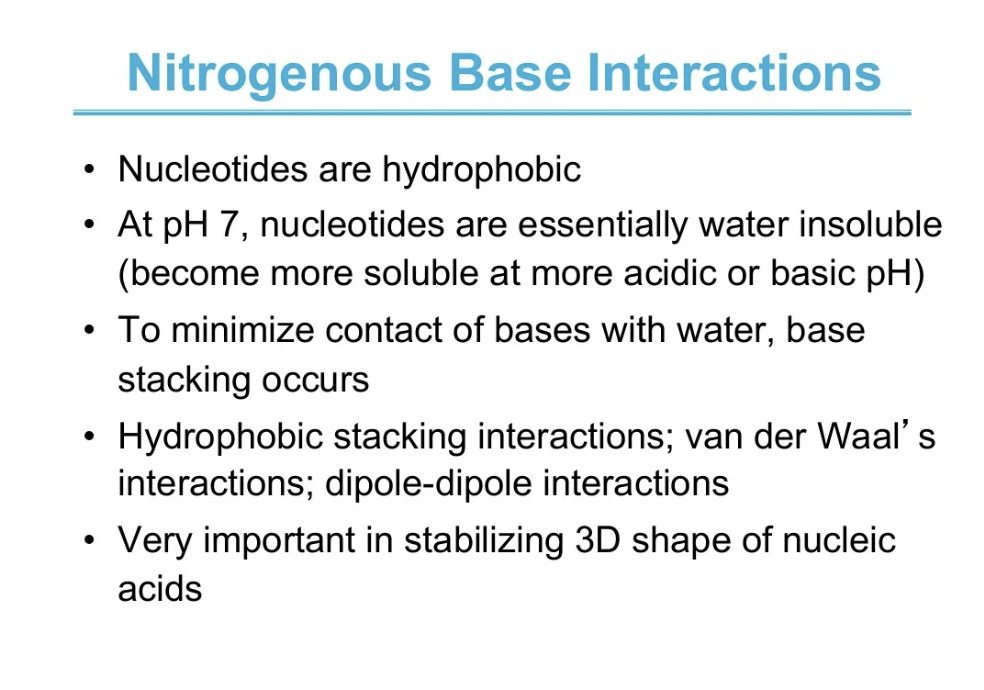 Nitrogenous Base Interactions
• Nucleotides are hydrophobic
• At pH 7, nucleotides are essentially water insoluble
(become more soluble at more acidic or basic pH)
• To minimize contact of bases with water, base
stacking occurs
• Hydrophobic stacking interactions; van der Waal’s
interactions; dipole-dipole interactions
• Very important in stabilizing 3D shape of nucleic
acids